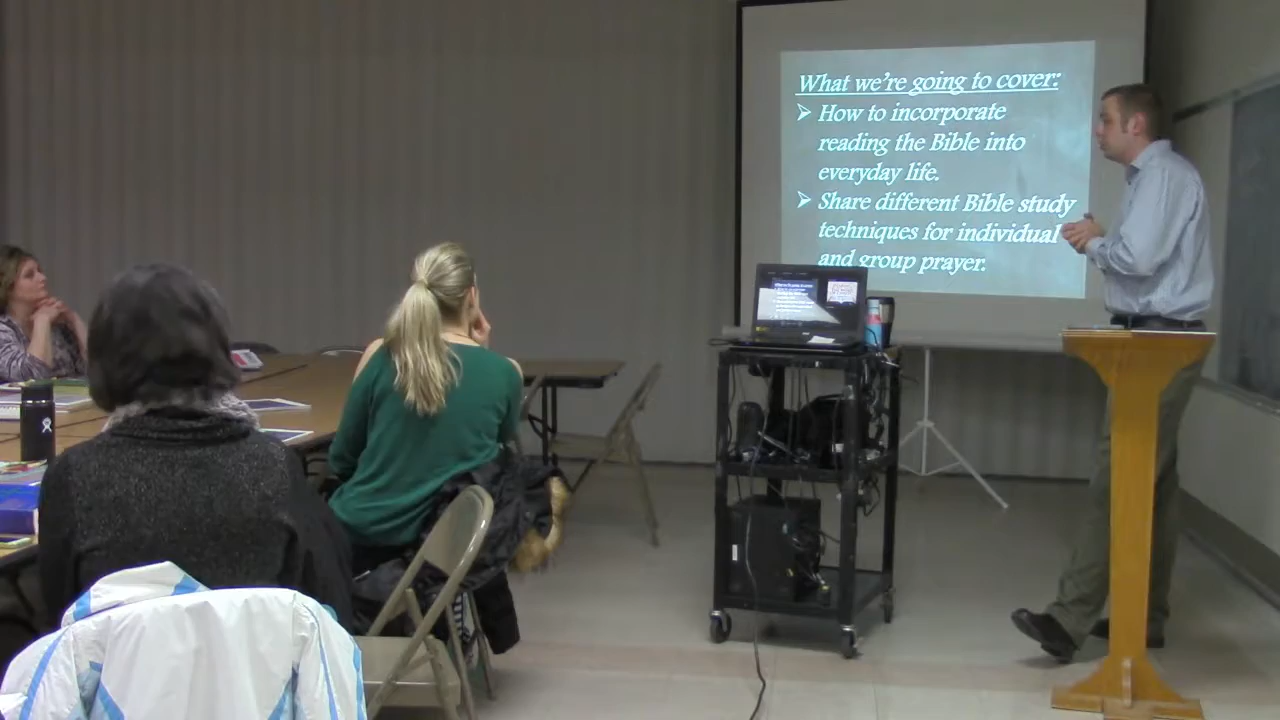 What we're going to cover:
➢ How to incorporate
reading the Bible into
everyday life.
➢ Share different Bible study
techniques for individual
and group prayer.